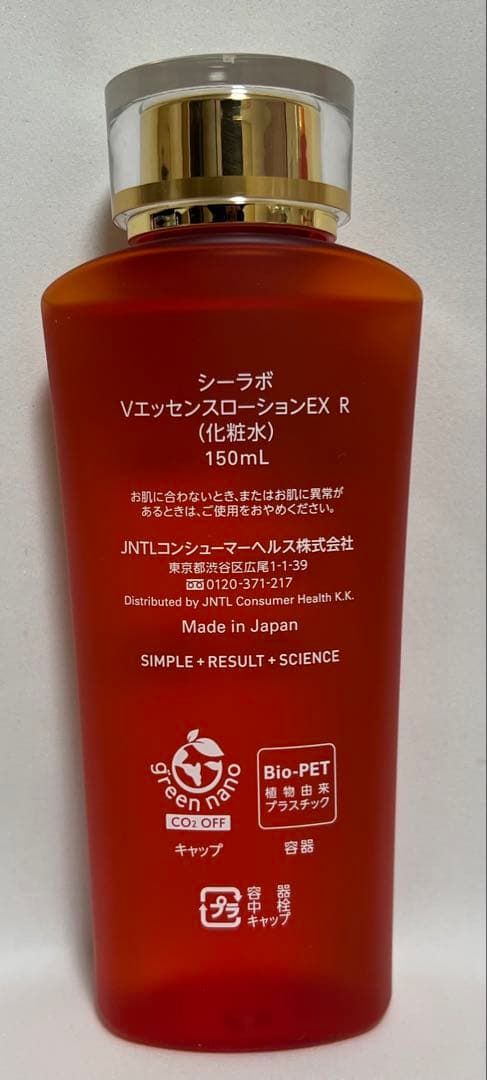 シーラボ
VエッセンスローションEX R
(化粧水)
150mL
お肌に合わないとき、またはお肌に異常が
あるときは、ご使用をおやめください。
JNTLコンシューマーヘルス株式会社
東京都渋谷区広尾1-1-39
0120-371-217
Distributed by JNTL Consumer Health K.K.
Made in Japan
SIMPLE + RESULT + SCIENCE
green nano
CO2 OFF
キャップ
Bio-PET
植物由来
プラスチック
容器
プラ
容器
中栓
キャップ